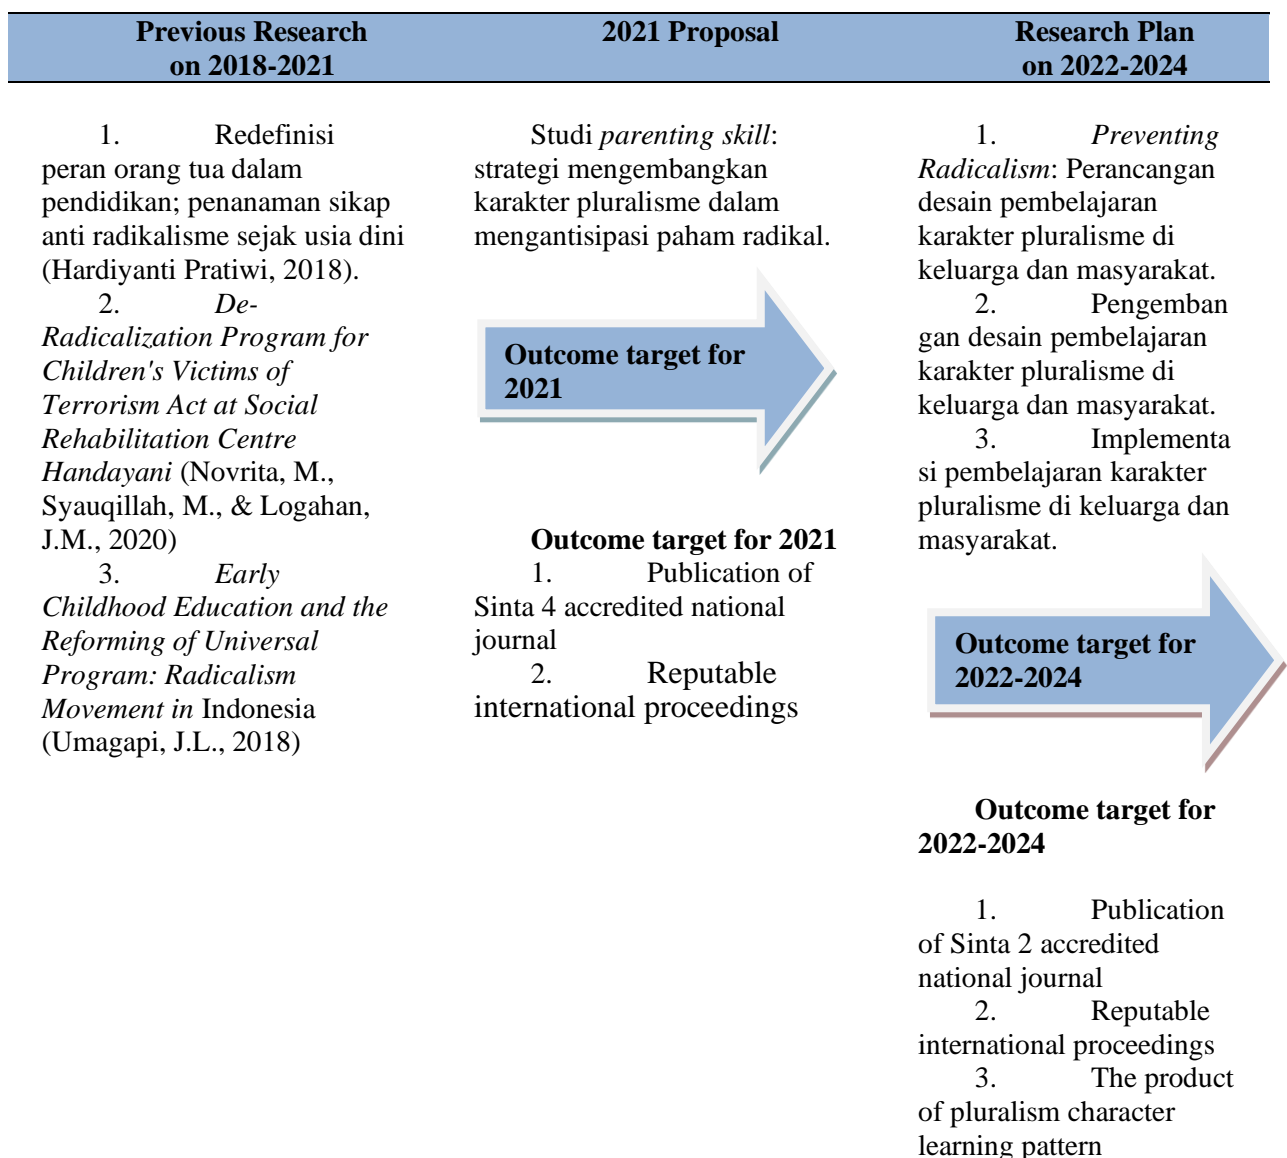 Previous Research
on 2018-2021
2021 Proposal
Research Plan
on 2022-2024
1. Redefinisi
peran orang tua dalam
pendidikan; penanaman sikap
anti radikalisme sejak usia dini
(Hardiyanti Pratiwi, 2018).
2. De-
Radicalization Program for
Children's Victims of
Terrorism Act at Social
Rehabilitation Centre
Handayani (Novrita, M.,
Syauqillah, M., & Logahan,
J.M., 2020)
3. Early
Childhood Education and the
Reforming of Universal
Program: Radicalism
Movement in Indonesia
(Umagapi, J.L., 2018)
Studi parenting skill:
strategi mengembangkan
karakter pluralisme dalam
mengantisipasi paham radikal.
Outcome target for
2021
Outcome target for 2021
1. Publication of
Sinta 4 accredited national
journal
2. Reputable
international proceedings
1. Preventing
Radicalism: Perancangan
desain pembelajaran
karakter pluralisme di
keluarga dan masyarakat.
2. Pengemban
gan desain pembelajaran
karakter pluralisme di
keluarga dan masyarakat.
3. Implementa
si pembelajaran karakter
pluralisme di keluarga dan
masyarakat.
Outcome target for
2022-2024
Outcome target for
2022-2024
1. Publication
of Sinta 2 accredited
national journal
2. Reputable
international proceedings
3. The product
of pluralism character
learning pattern